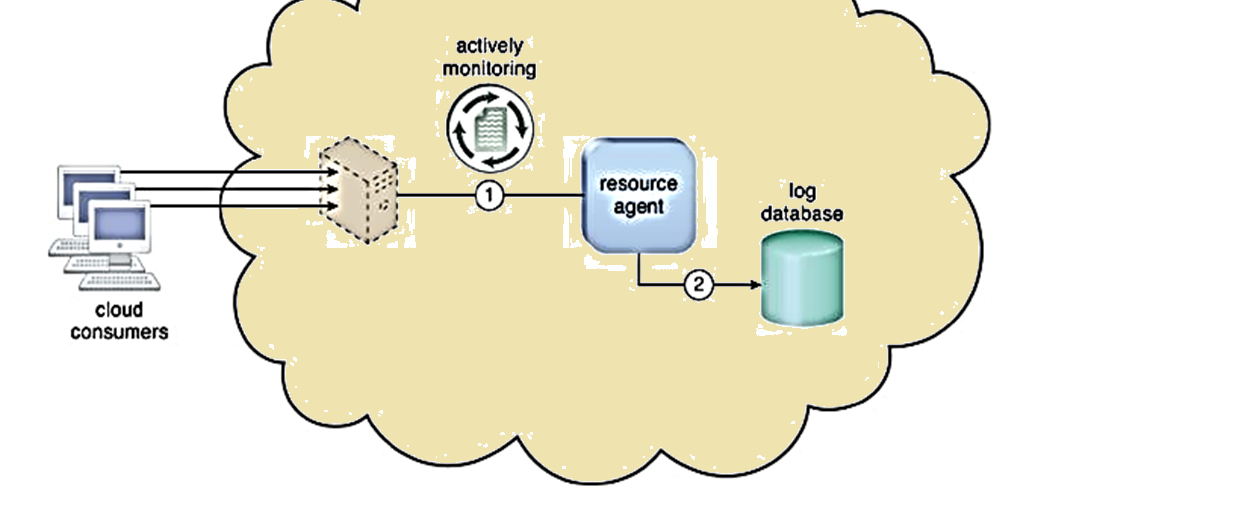 actively
monitoring
1
resource
agent
log
database
2
cloud
consumers